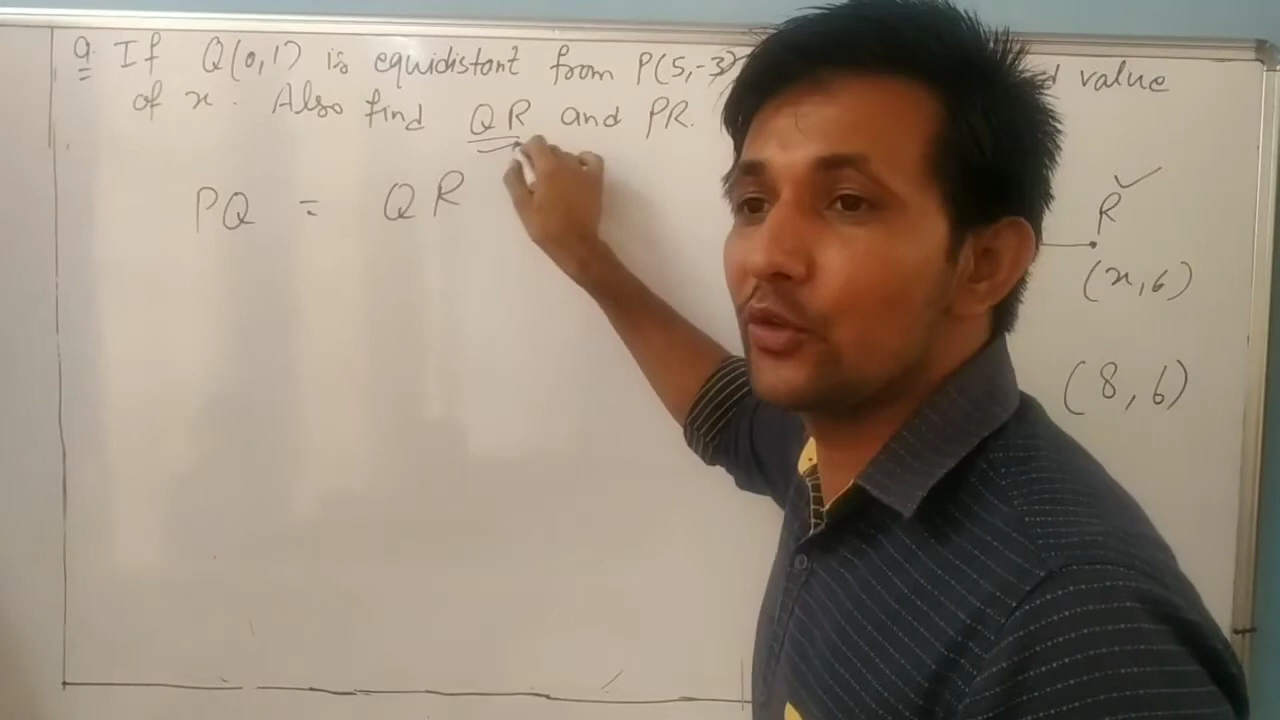 Q. If Q(0,1) is equidistant from P(5,-3) value
of x. Also find QR and PR.
PQ = QR
R
(x,6)
(8,6)